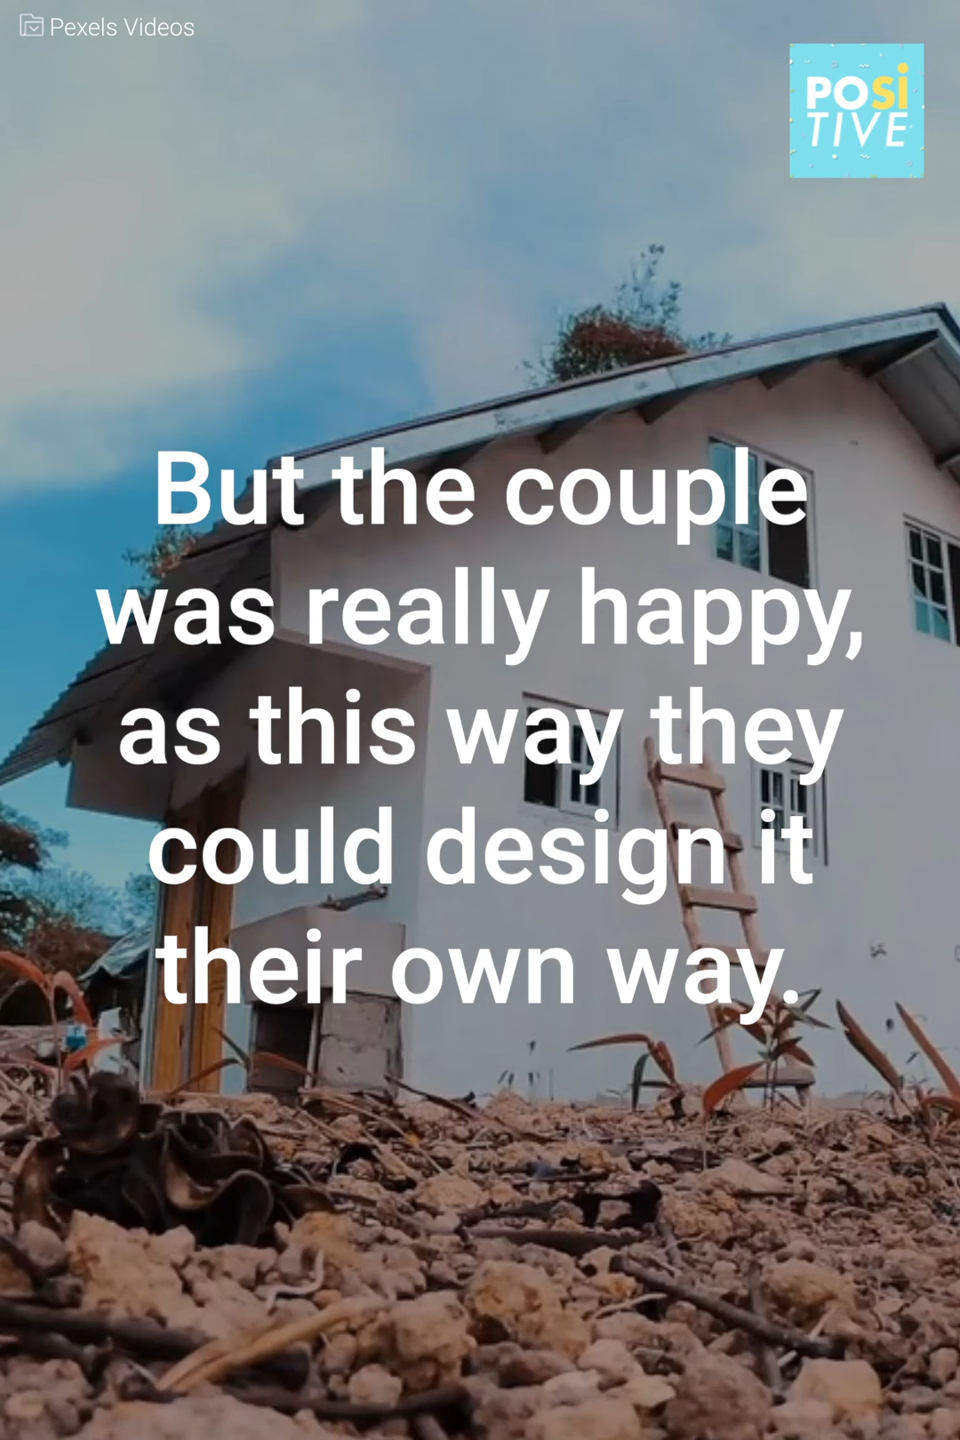 Pexels Videos
POSi
TIVE
But the couple
was really happy,
as this way they
could design it
their own way.